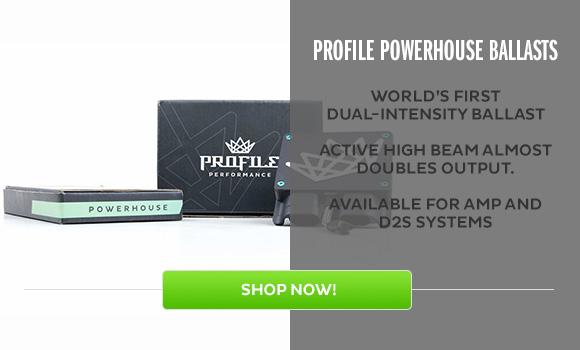 PROFILE POWERHOUSE BALLASTS
WORLD'S FIRST
DUAL-INTENSITY BALLAST
ACTIVE HIGH BEAM ALMOST
DOUBLES OUTPUT.
AVAILABLE FOR AMP AND
D2S SYSTEMS
PROFILE
PERFORMANCE
POWERHOUSE
SHOP NOW!